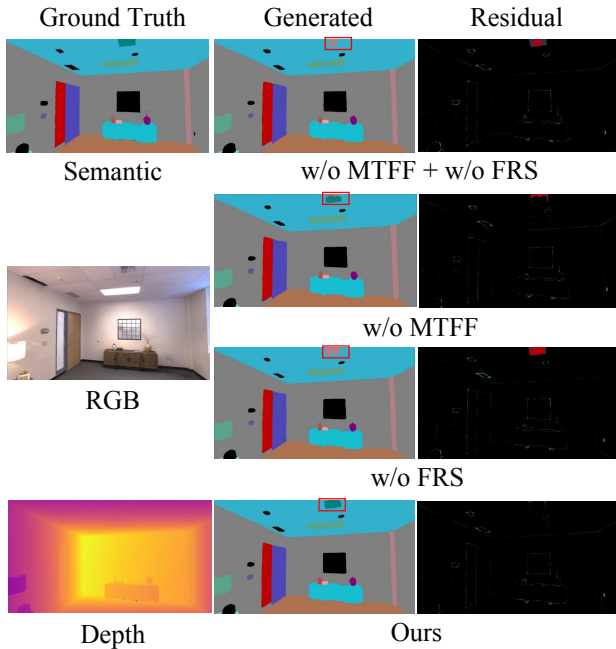 Ground Truth Generated Residual
Semantic w/o MTFF + w/o FRS
w/o MTFF
RGB
w/o FRS
Depth Ours